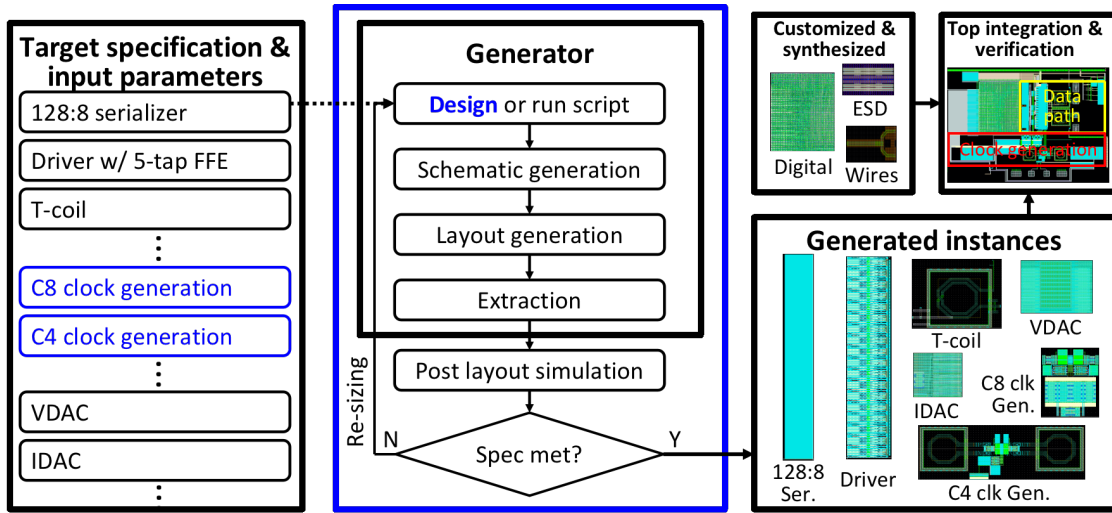 Target specification &
input parameters
128:8 serializer
Driver w/ 5-tap FFE
T-coil
C8 clock generation
C4 clock generation
VDAC
IDAC
Generator
Design or run script
Schematic generation
Layout generation
Extraction
Post layout simulation
Re-sizing
N
Spec met?
Y
Customized &
synthesized
ESD
Digital
Wires
Top integration &
verification
Data
path
Clock generation
Generated instances
T-coil
VDAC
IDAC
C8 clk
Gen.
128:8
Ser.
Driver
C4 clk Gen.